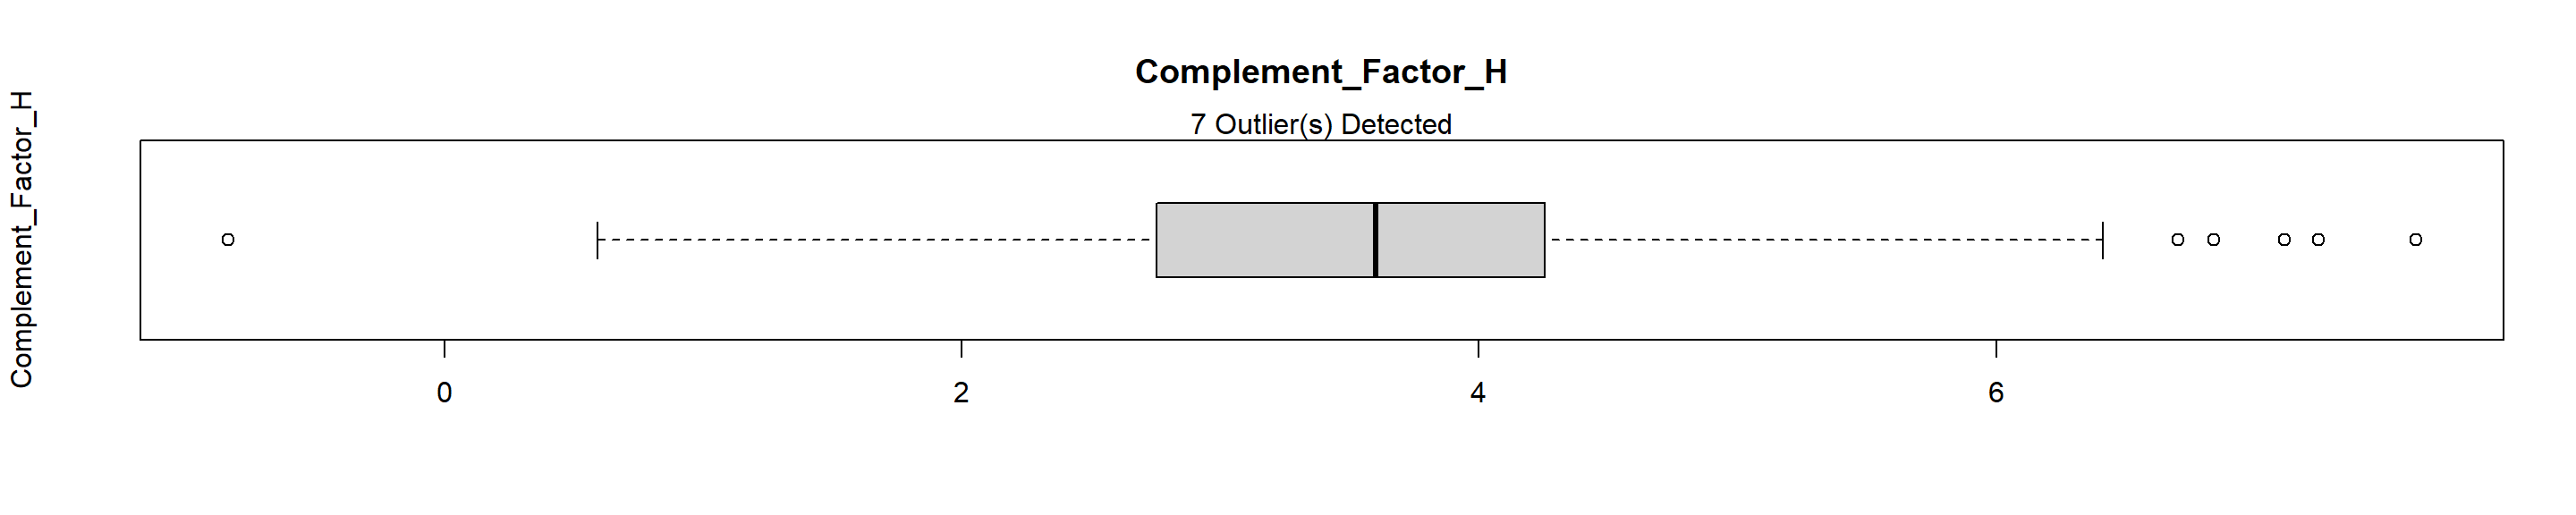 Complement_Factor_H
7 Outlier(s) Detected
Complement_Factor_H
0 2 4 6